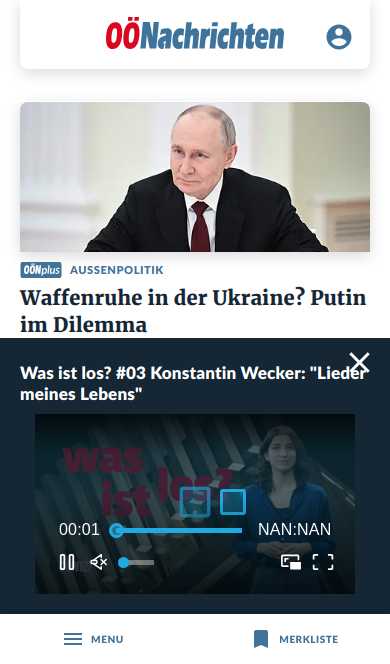 OÖNachrichten
OÖNplus AUSSENPOLITIK
Waffenruhe in der Ukraine? Putin
im Dilemma
Was ist los? #03 Konstantin Wecker: "Lieder
meines Lebens"
was
ist los?
00:01 NAN:NAN
MENU MERKLISTE